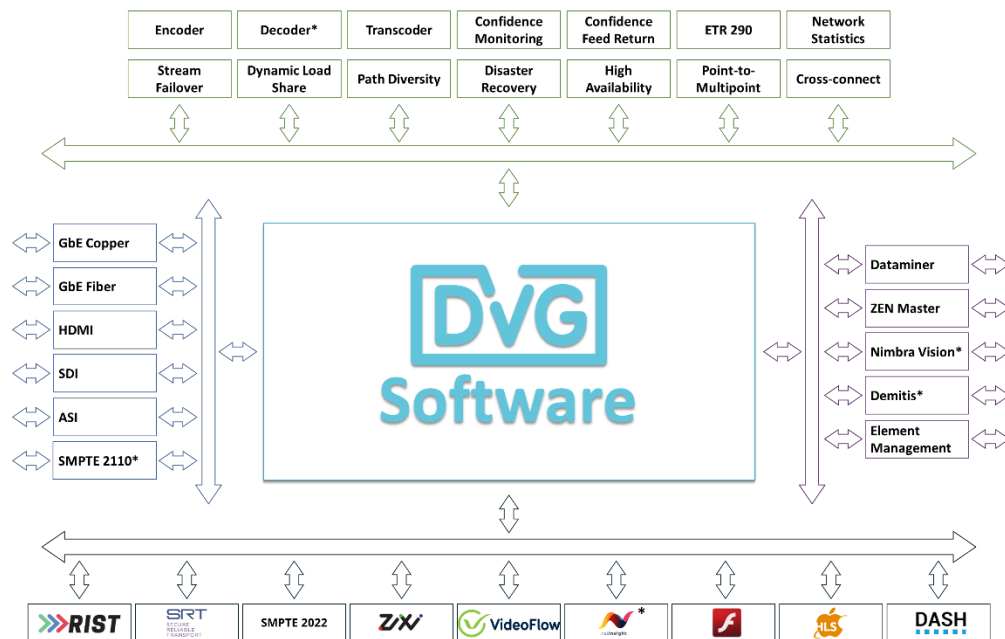 Encoder
Decoder*
Transcoder
Confidence
Monitoring
Confidence
Feed Return
ETR 290
Network
Statistics
Stream
Failover
Dynamic Load
Share
Path Diversity
Disaster
Recovery
High
Availability
Point-to-
Multipoint
Cross-connect
GbE Copper
GbE Fiber
HDMI
SDI
ASI
SMPTE 2110*
DVG
Software
Dataminer
ZEN Master
Nimbra Vision*
Demitis*
Element
Management
RIST
SRT
SECURE
RELIABLE
TRANSPORT
SMPTE 2022
ZiXi
VideoFlow
*
HLS
DASH